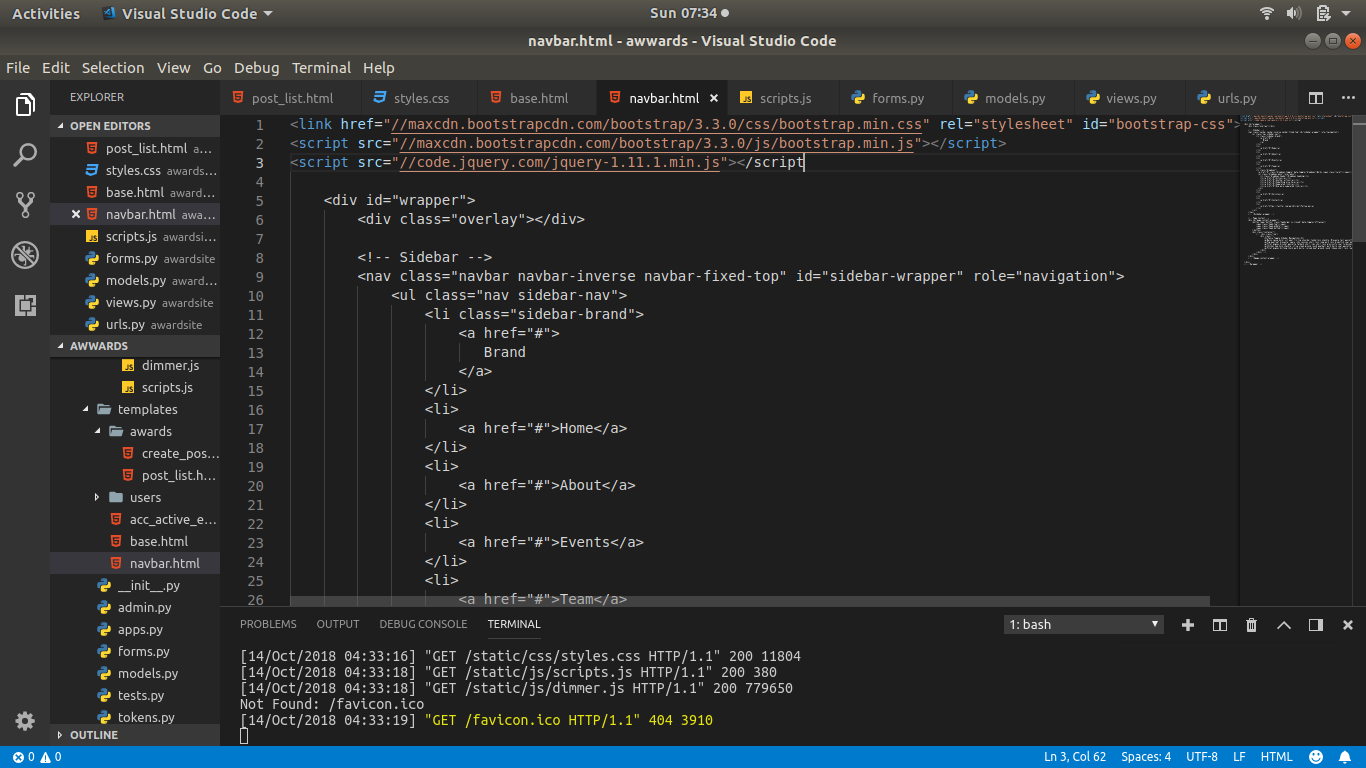 Activities Visual Studio Code Sun 07:34
navbar.html - awwards - Visual Studio Code
File Edit Selection View Go Debug Terminal Help
EXPLORER
OPEN EDITORS
post_list.html a...
styles.css awards...
base.html awards...
navbar.html awa...
scripts.js awardsi...
forms.py awardsite
models.py awardsi...
views.py awardsite
urls.py awardsite
AWWARDS
dimmer.js
scripts.js
templates
awards
create_pos...
post_list.h...
users
acc_active_e...
base.html
navbar.html
__init__.py
admin.py
apps.py
forms.py
models.py
tests.py
tokens.py
OUTLINE
post_list.html styles.css base.html navbar.html scripts.js forms.py models.py views.py urls.py
1 <link href="//maxcdn.bootstrapcdn.com/bootstrap/3.3.0/css/bootstrap.min.css" rel="stylesheet" id="bootstrap-css">
2 <script src="//maxcdn.bootstrapcdn.com/bootstrap/3.3.0/js/bootstrap.min.js"></script>
3 <script src="//code.jquery.com/jquery-1.11.1.min.js"></script
4
5 <div id="wrapper">
6 <div class="overlay"></div>
7
8 <!-- Sidebar -->
9 <nav class="navbar navbar-inverse navbar-fixed-top" id="sidebar-wrapper" role="navigation">
10 <ul class="nav sidebar-nav">
11 <li class="sidebar-brand">
12 <a href="#">
13 Brand
14 </a>
15 </li>
16 <li>
17 <a href="#">Home</a>
18 </li>
19 <li>
20 <a href="#">About</a>
21 </li>
22 <li>
23 <a href="#">Events</a>
24 </li>
25 <li>
26 <a href="#">Team</a>
PROBLEMS OUTPUT DEBUG CONSOLE TERMINAL 1: bash
[14/Oct/2018 04:33:16] "GET /static/css/styles.css HTTP/1.1" 200 11804
[14/Oct/2018 04:33:18] "GET /static/js/scripts.js HTTP/1.1" 200 380
[14/Oct/2018 04:33:18] "GET /static/js/dimmer.js HTTP/1.1" 200 779650
Not Found: /favicon.ico
[14/Oct/2018 04:33:19] "GET /favicon.ico HTTP/1.1" 404 3910
0 0 Ln 3, Col 62 Spaces: 4 UTF-8 LF HTML